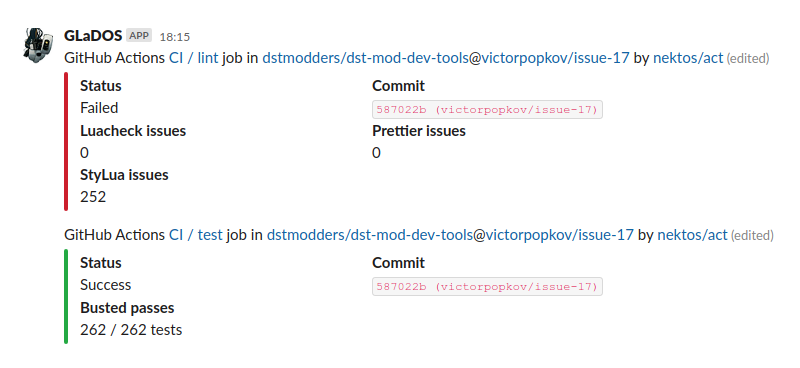 GLaDOS APP 18:15
GitHub Actions CI / lint job in dstmodders/dst-mod-dev-tools@victorpopkov/issue-17 by nektos/act (edited)
Status Commit
Failed 587022b (victorpopkov/issue-17)
Luacheck issues Prettier issues
0 0
StyLua issues
252
GitHub Actions CI / test job in dstmodders/dst-mod-dev-tools@victorpopkov/issue-17 by nektos/act (edited)
Status Commit
Success 587022b (victorpopkov/issue-17)
Busted passes
262 / 262 tests